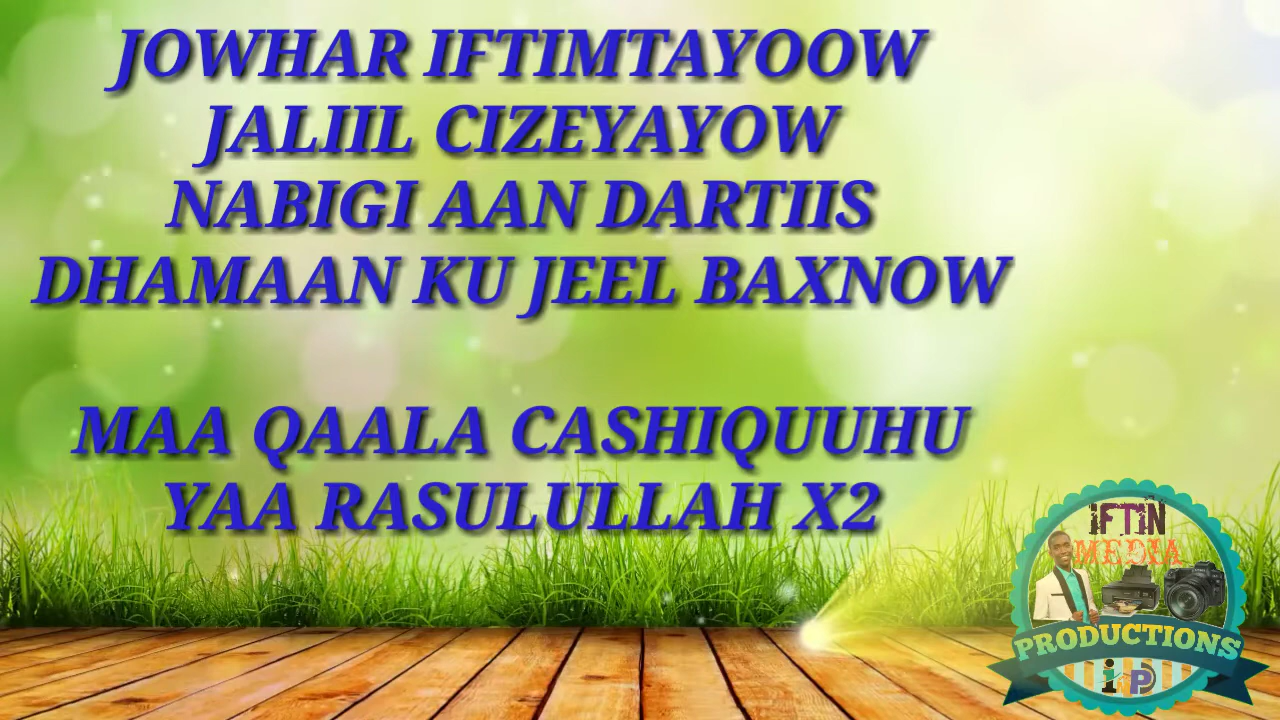 JOWHAR IFTIMTAYOOW
JALIIL CIZEYAYOW
NABIGI AAN DARTIIS
DHAMAAN KU JEEL BAXNOW
MAA QAALA CASHIQUUHU
YAA RASULULLAH X2
IFTIN
MEDIA
PRODUCTIONS
iP